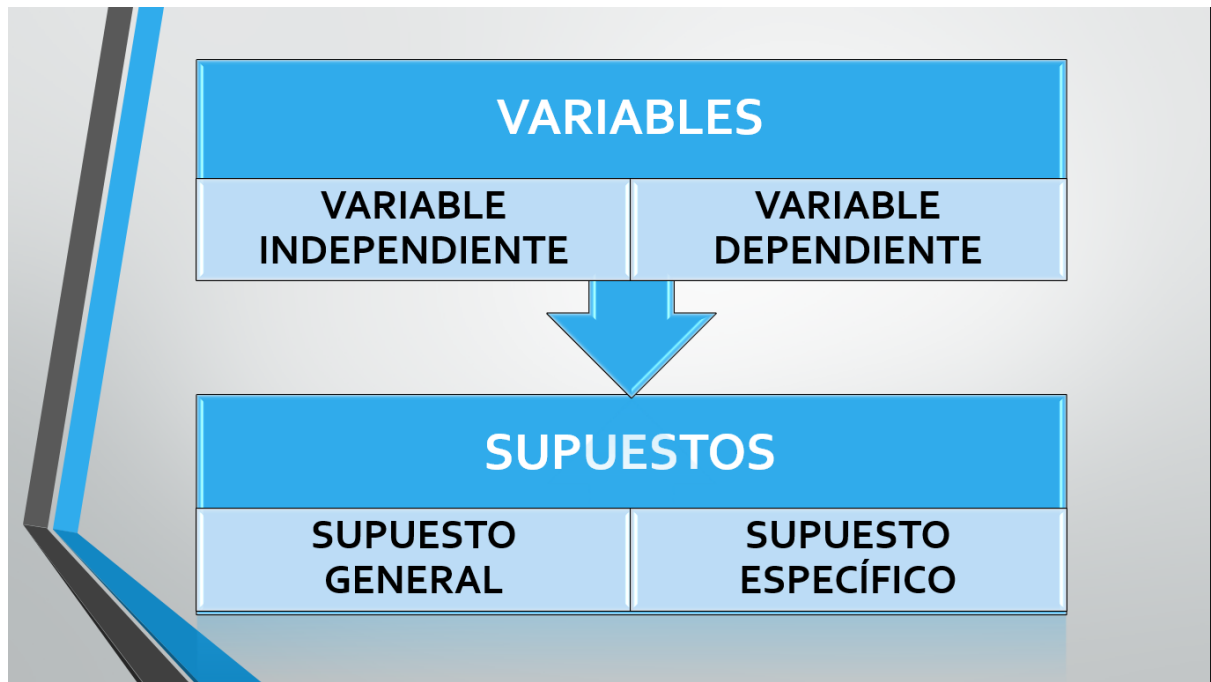 VARIABLES
VARIABLE VARIABLE
INDEPENDIENTE DEPENDIENTE
SUPUESTOS
SUPUESTO SUPUESTO
GENERAL ESPECÍFICO